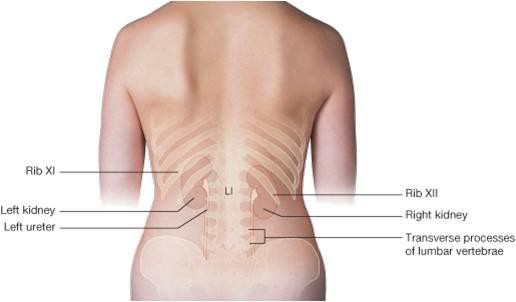 Rib XI
LI
Rib XII
Left kidney
Right kidney
Left ureter
Transverse processes
of lumbar vertebrae